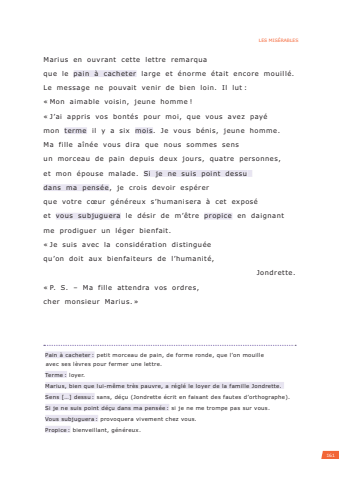 LES MISÉRABLES
Marius en ouvrant cette lettre remarqua
que le pain à cacheter large et énorme était encore mouillé.
Le message ne pouvait venir de bien loin. Il lut :
« Mon aimable voisin, jeune homme !
« J'ai appris vos bontés pour moi, que vous avez payé
mon terme il y a six mois. Je vous bénis, jeune homme.
Ma fille aînée vous dira que nous sommes sens
un morceau de pain depuis deux jours, quatre personnes,
et mon épouse malade. Si je ne suis point dessu
dans ma pensée, je crois devoir espérer
que votre cœur généreux s'humanisera à cet exposé
et vous subjuguera le désir de m'être propice en daignant
me prodiguer un léger bienfait.
« Je suis avec la considération distinguée
qu'on doit aux bienfaiteurs de l'humanité,
Jondrette.
« P. S. – Ma fille attendra vos ordres,
cher monsieur Marius. »
Pain à cacheter : petit morceau de pain, de forme ronde, que l'on mouille
avec ses lèvres pour fermer une lettre.
Terme : loyer.
Marius, bien que lui-même très pauvre, a réglé le loyer de la famille Jondrette.
Sens [...] dessu : sans, déçu (Jondrette écrit en faisant des fautes d'orthographe).
Si je ne suis point déçu dans ma pensée : si je ne me trompe pas sur vous.
Vous subjuguera : provoquera vivement chez vous.
Propice : bienveillant, généreux.